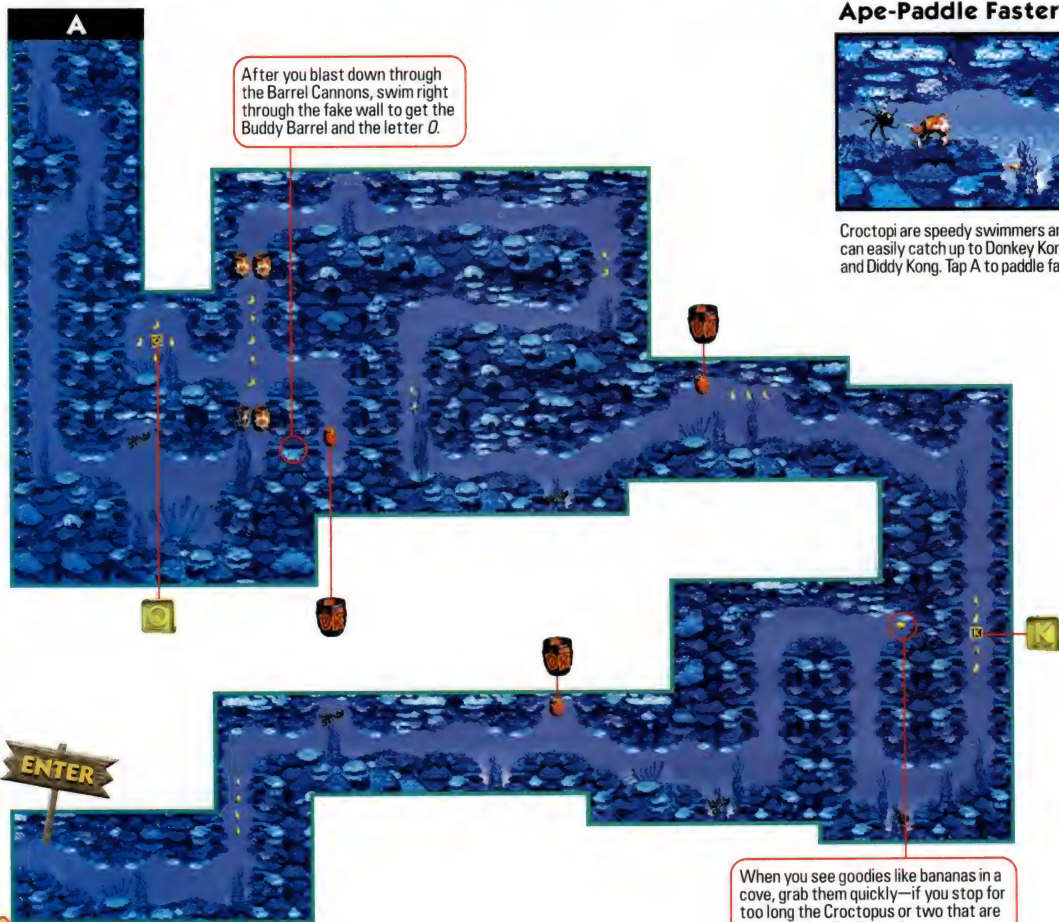 Ape-Paddle Faster
A
After you blast down through
the Barrel Cannons, swim right
through the fake wall to get the
Buddy Barrel and the letter O.
Croctopi are speedy swimmers
can easily catch up to Donkey
and Diddy Kong. Tap A to paddle
DK
O
DK
K
DK
K
ENTER
When you see goodies like bananas in a
cove, grab them quickly—if you stop for
too long the Croctopus or two that are